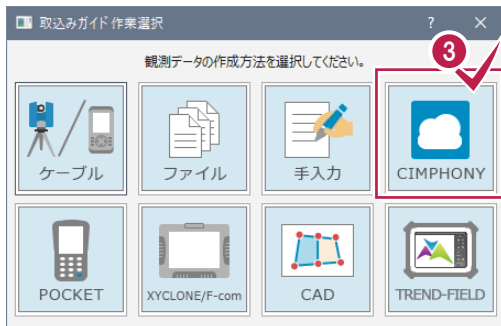 取込みガイド 作業選択 ? ×
観測データの作成方法を選択してください。
3
ケーブル
ファイル
手入力
CIMPHONY
POCKET
XYCLONE/F-com
CAD
TREND-FIELD